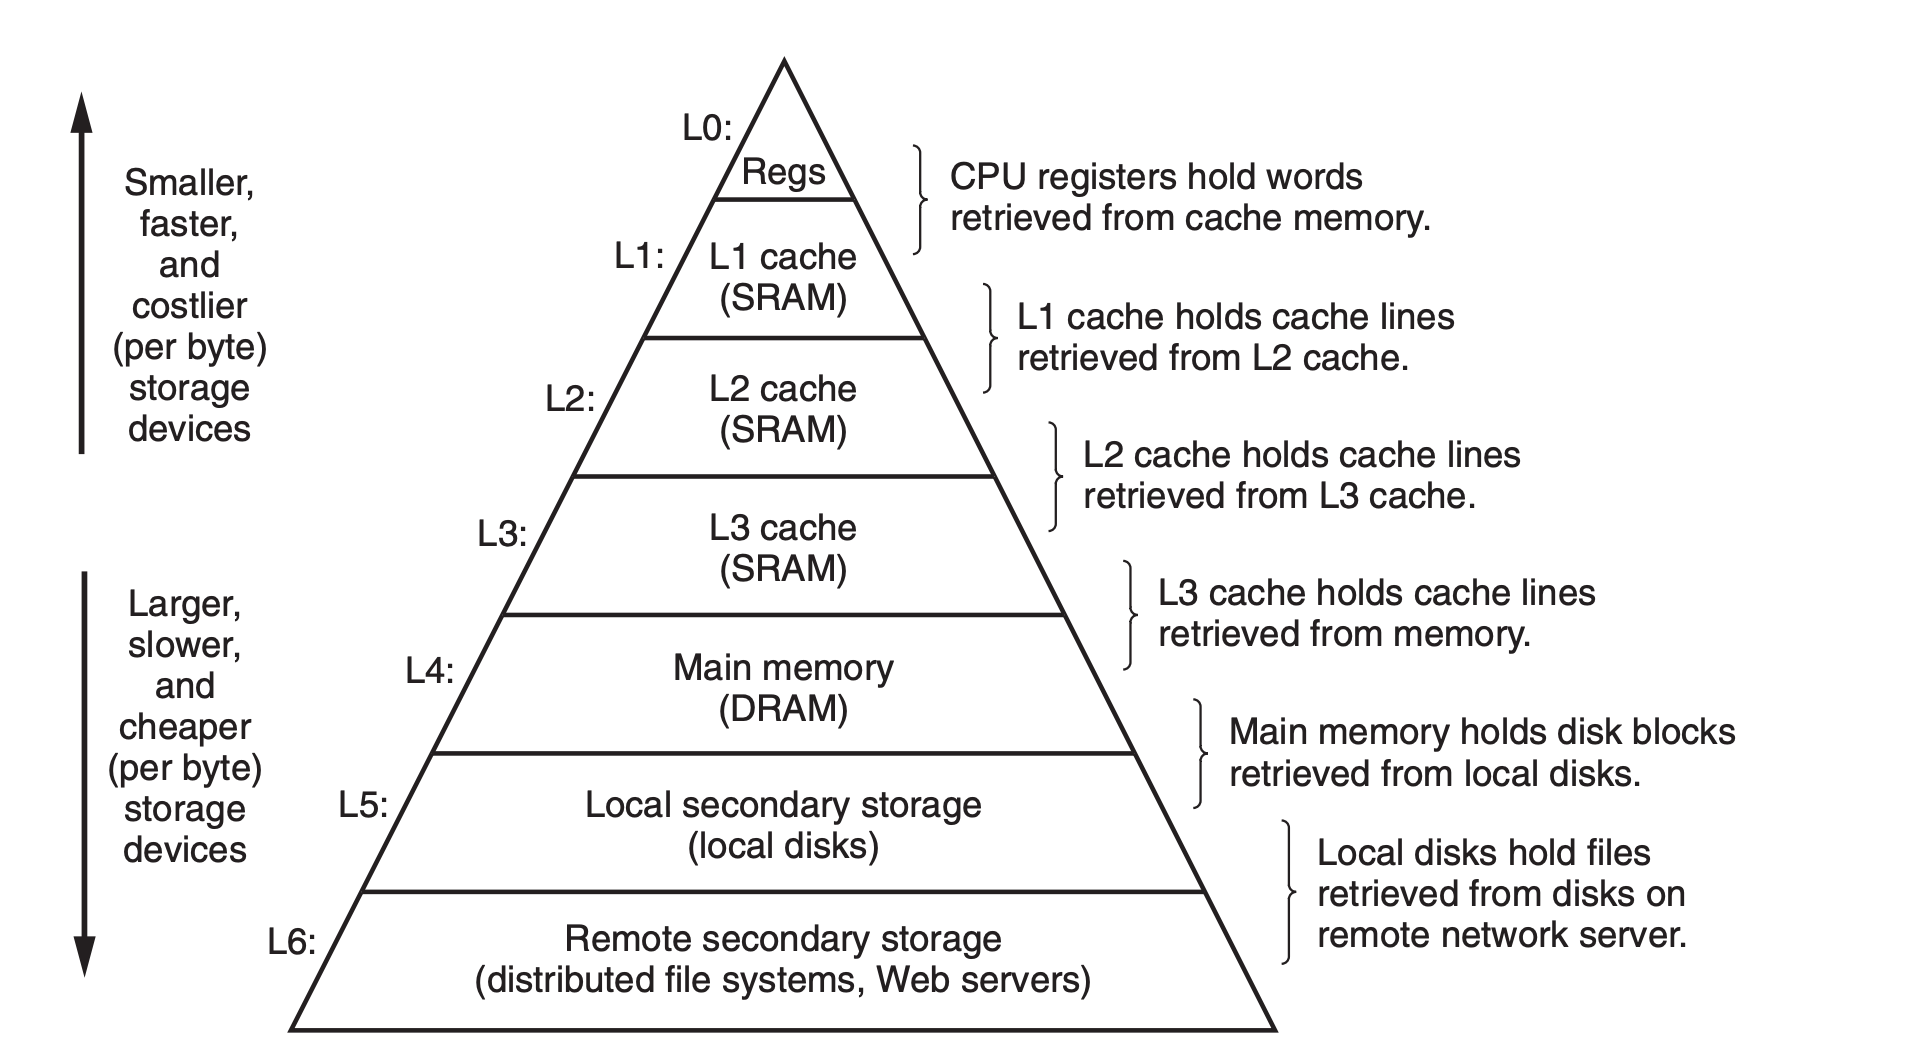 Smaller,
faster,
and
costlier
(per byte)
storage
devices
Larger,
slower,
and
cheaper
(per byte)
storage
devices
L0:
Regs
L1:
L1 cache
(SRAM)
L2:
L2 cache
(SRAM)
L3:
L3 cache
(SRAM)
L4:
Main memory
(DRAM)
L5:
Local secondary storage
(local disks)
L6:
Remote secondary storage
(distributed file systems, Web servers)
CPU registers hold words
retrieved from cache memory.
L1 cache holds cache lines
retrieved from L2 cache.
L2 cache holds cache lines
retrieved from L3 cache.
L3 cache holds cache lines
retrieved from memory.
Main memory holds disk blocks
retrieved from local disks.
Local disks hold files
retrieved from disks on
remote network server.